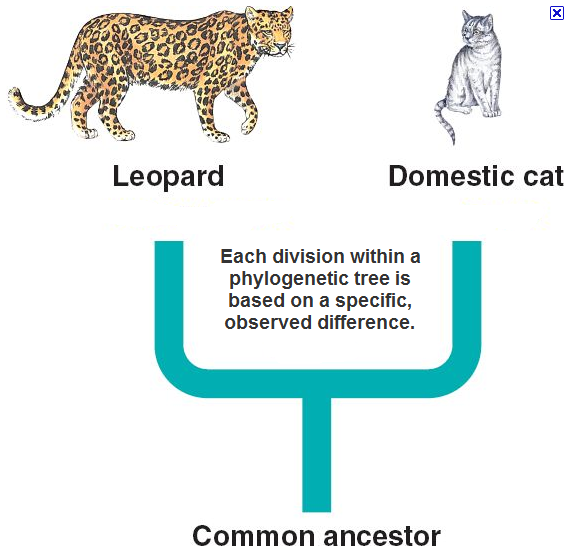 Leopard
Domestic cat
Each division within a
phylogenetic tree is
based on a specific,
observed difference.
Common ancestor